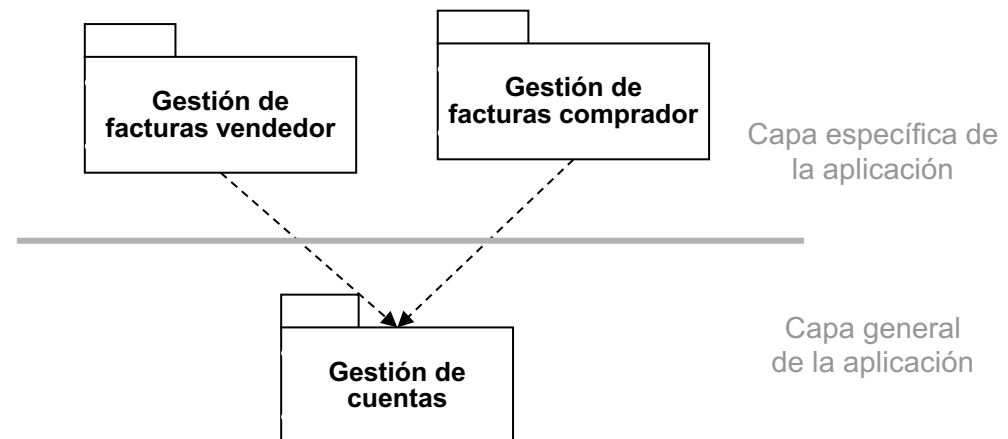 Gestión de
facturas vendedor
Gestión de
facturas comprador
Capa específica de
la aplicación
Capa general
de la aplicación
Gestión de
cuentas